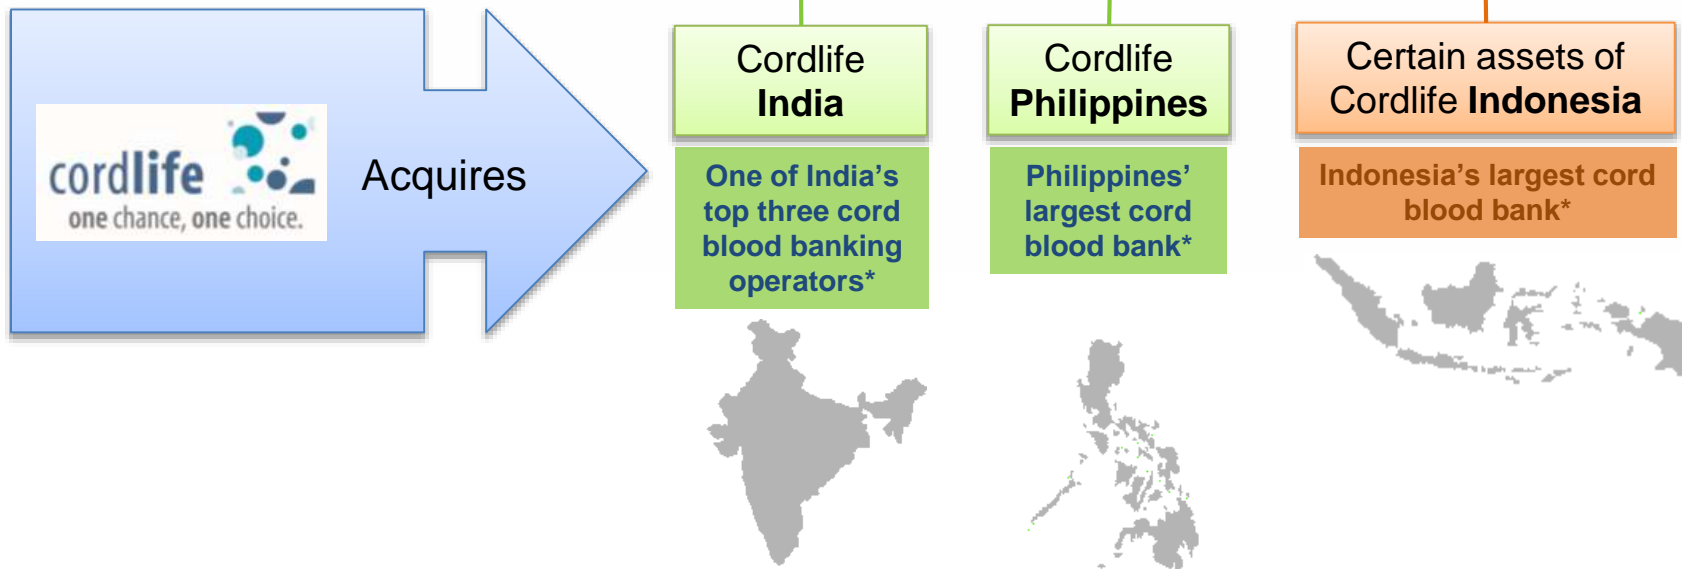 cordlife
one chance, one choice.
Acquires
Cordlife
India
One of India's
top three cord
blood banking
operators*
Cordlife
Philippines
Philippines'
largest cord
blood bank*
Certain assets of
Cordlife Indonesia
Indonesia's largest cord
blood bank*